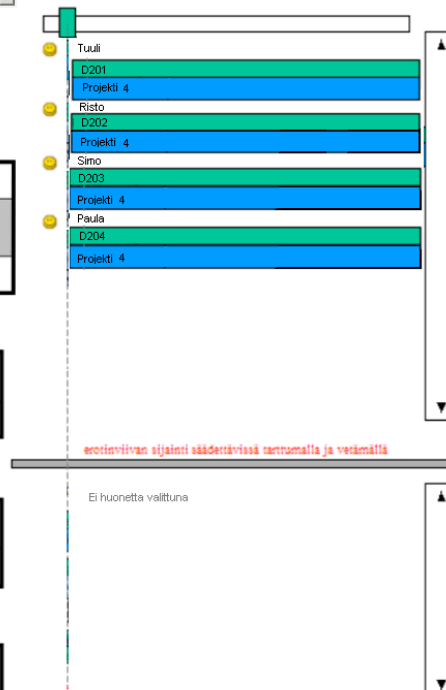 Tuuli
D201
Projekti 4
Risto
D202
Projekti 4
Simo
D203
Projekti 4
Paula
D204
Projekti 4
erotinviivan sijainti säädettävissä tarttumalla ja vetämällä
Ei huonetta valittuna